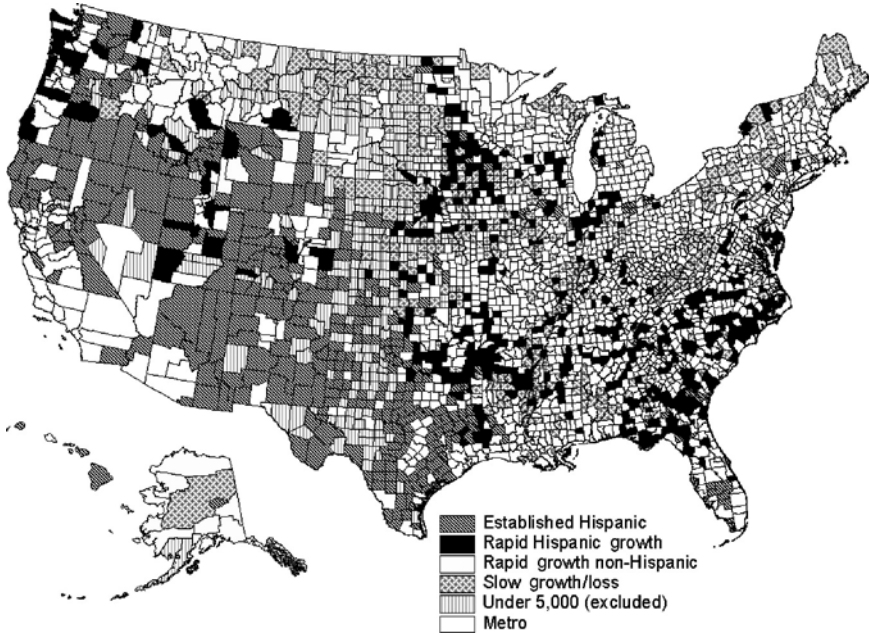 Established Hispanic
Rapid Hispanic growth
Rapid growth non-Hispanic
Slow growth/loss
Under 5,000 (excluded)
Metro